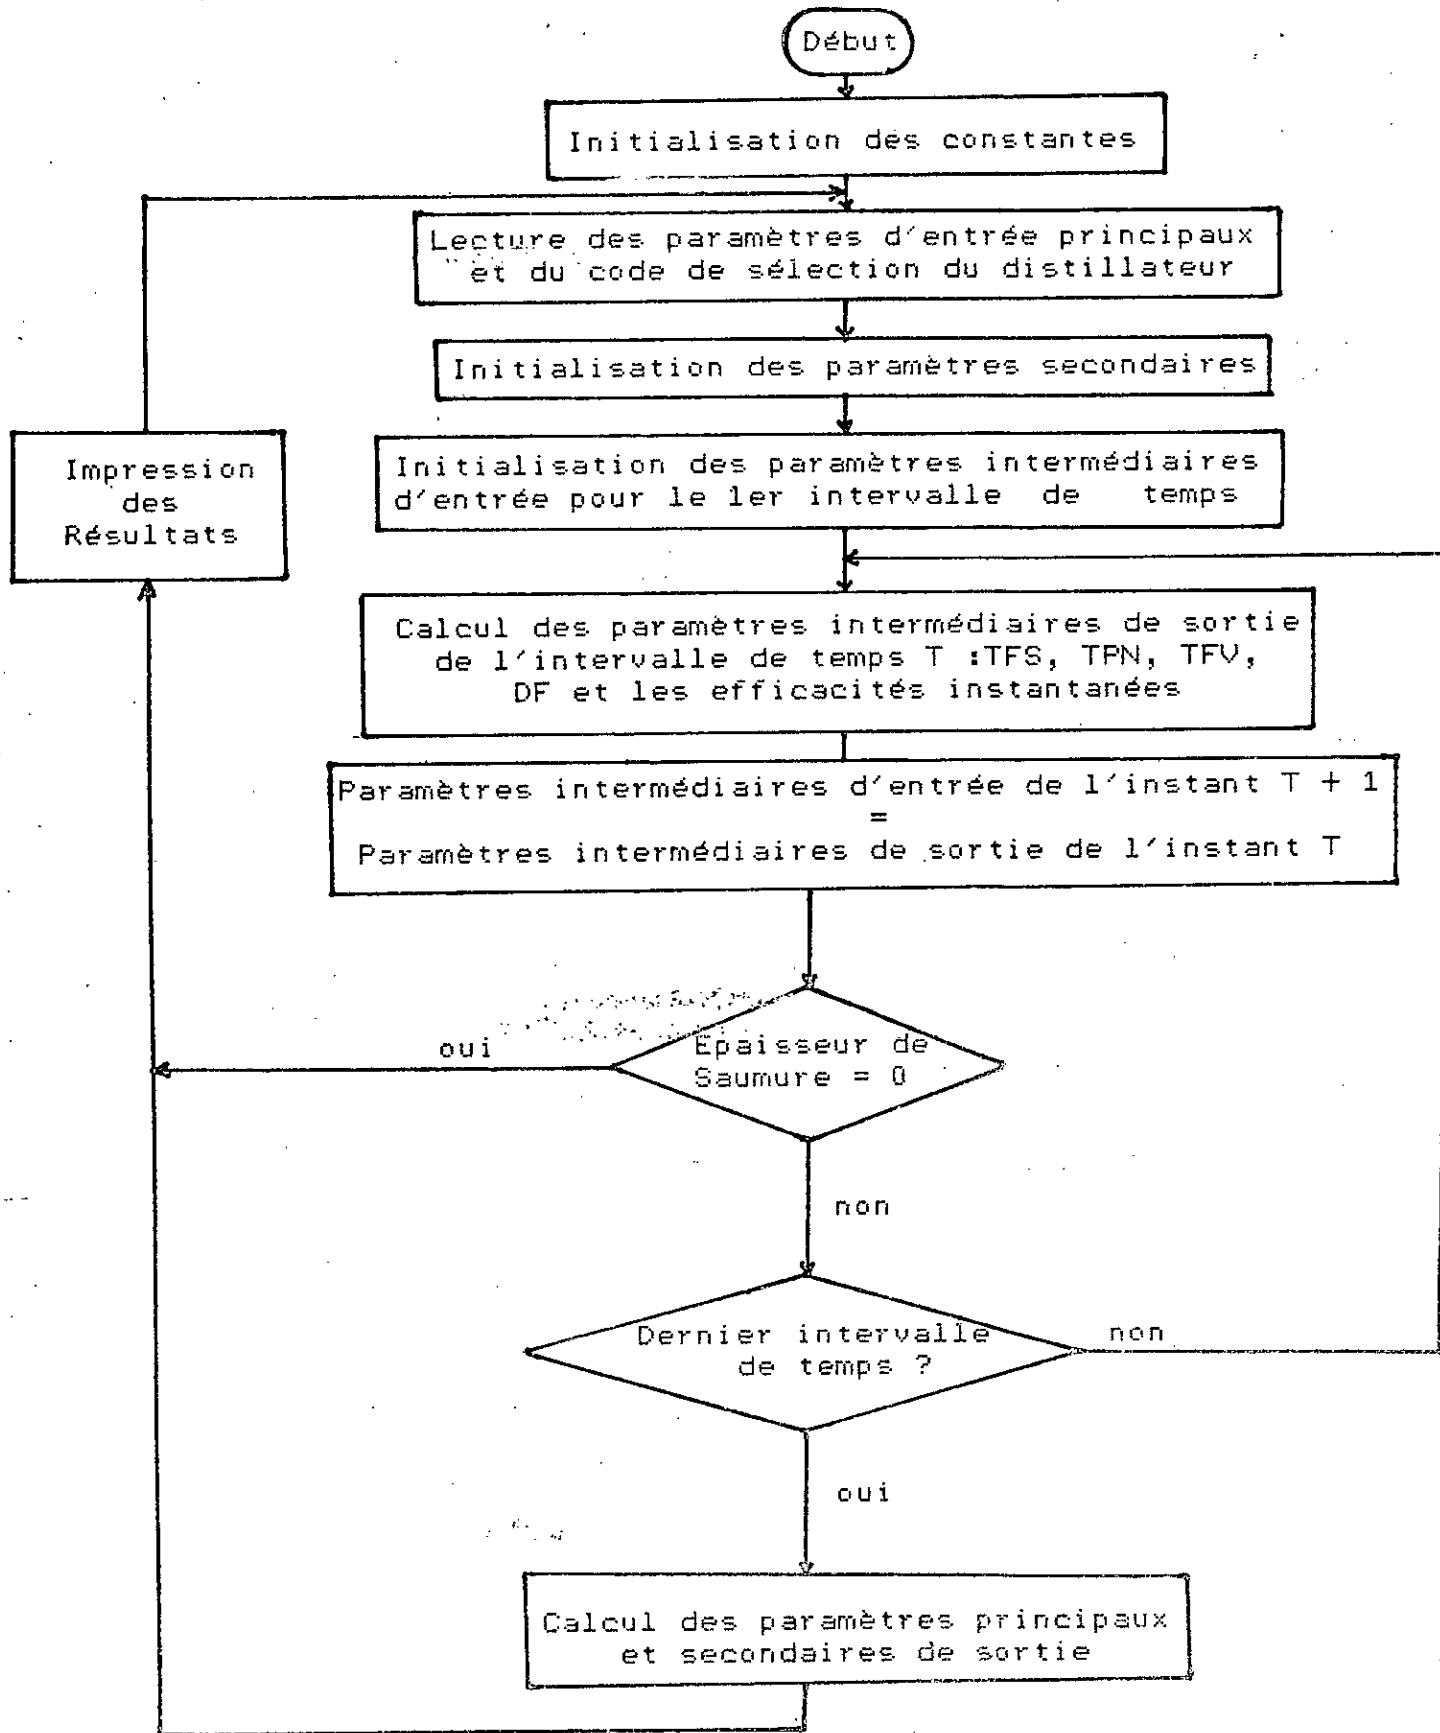 Début
Initialisation des constantes
Lecture des paramètres d'entrée principaux
et du code de sélection du distillateur
Initialisation des paramètres secondaires
Initialisation des paramètres intermédiaires
d'entrée pour le 1er intervalle de temps
Impression
des
Résultats
Calcul des paramètres intermédiaires de sortie
de l'intervalle de temps T :TFS, TPN, TFV,
DF et les efficacités instantanées
Paramètres intermédiaires d'entrée de l'instant T + 1
=
Paramètres intermédiaires de sortie de l'instant T
oui
Epaisseur de
Saumure = 0
non
Dernier intervalle
de temps ?
non
oui
Calcul des paramètres principaux
et secondaires de sortie